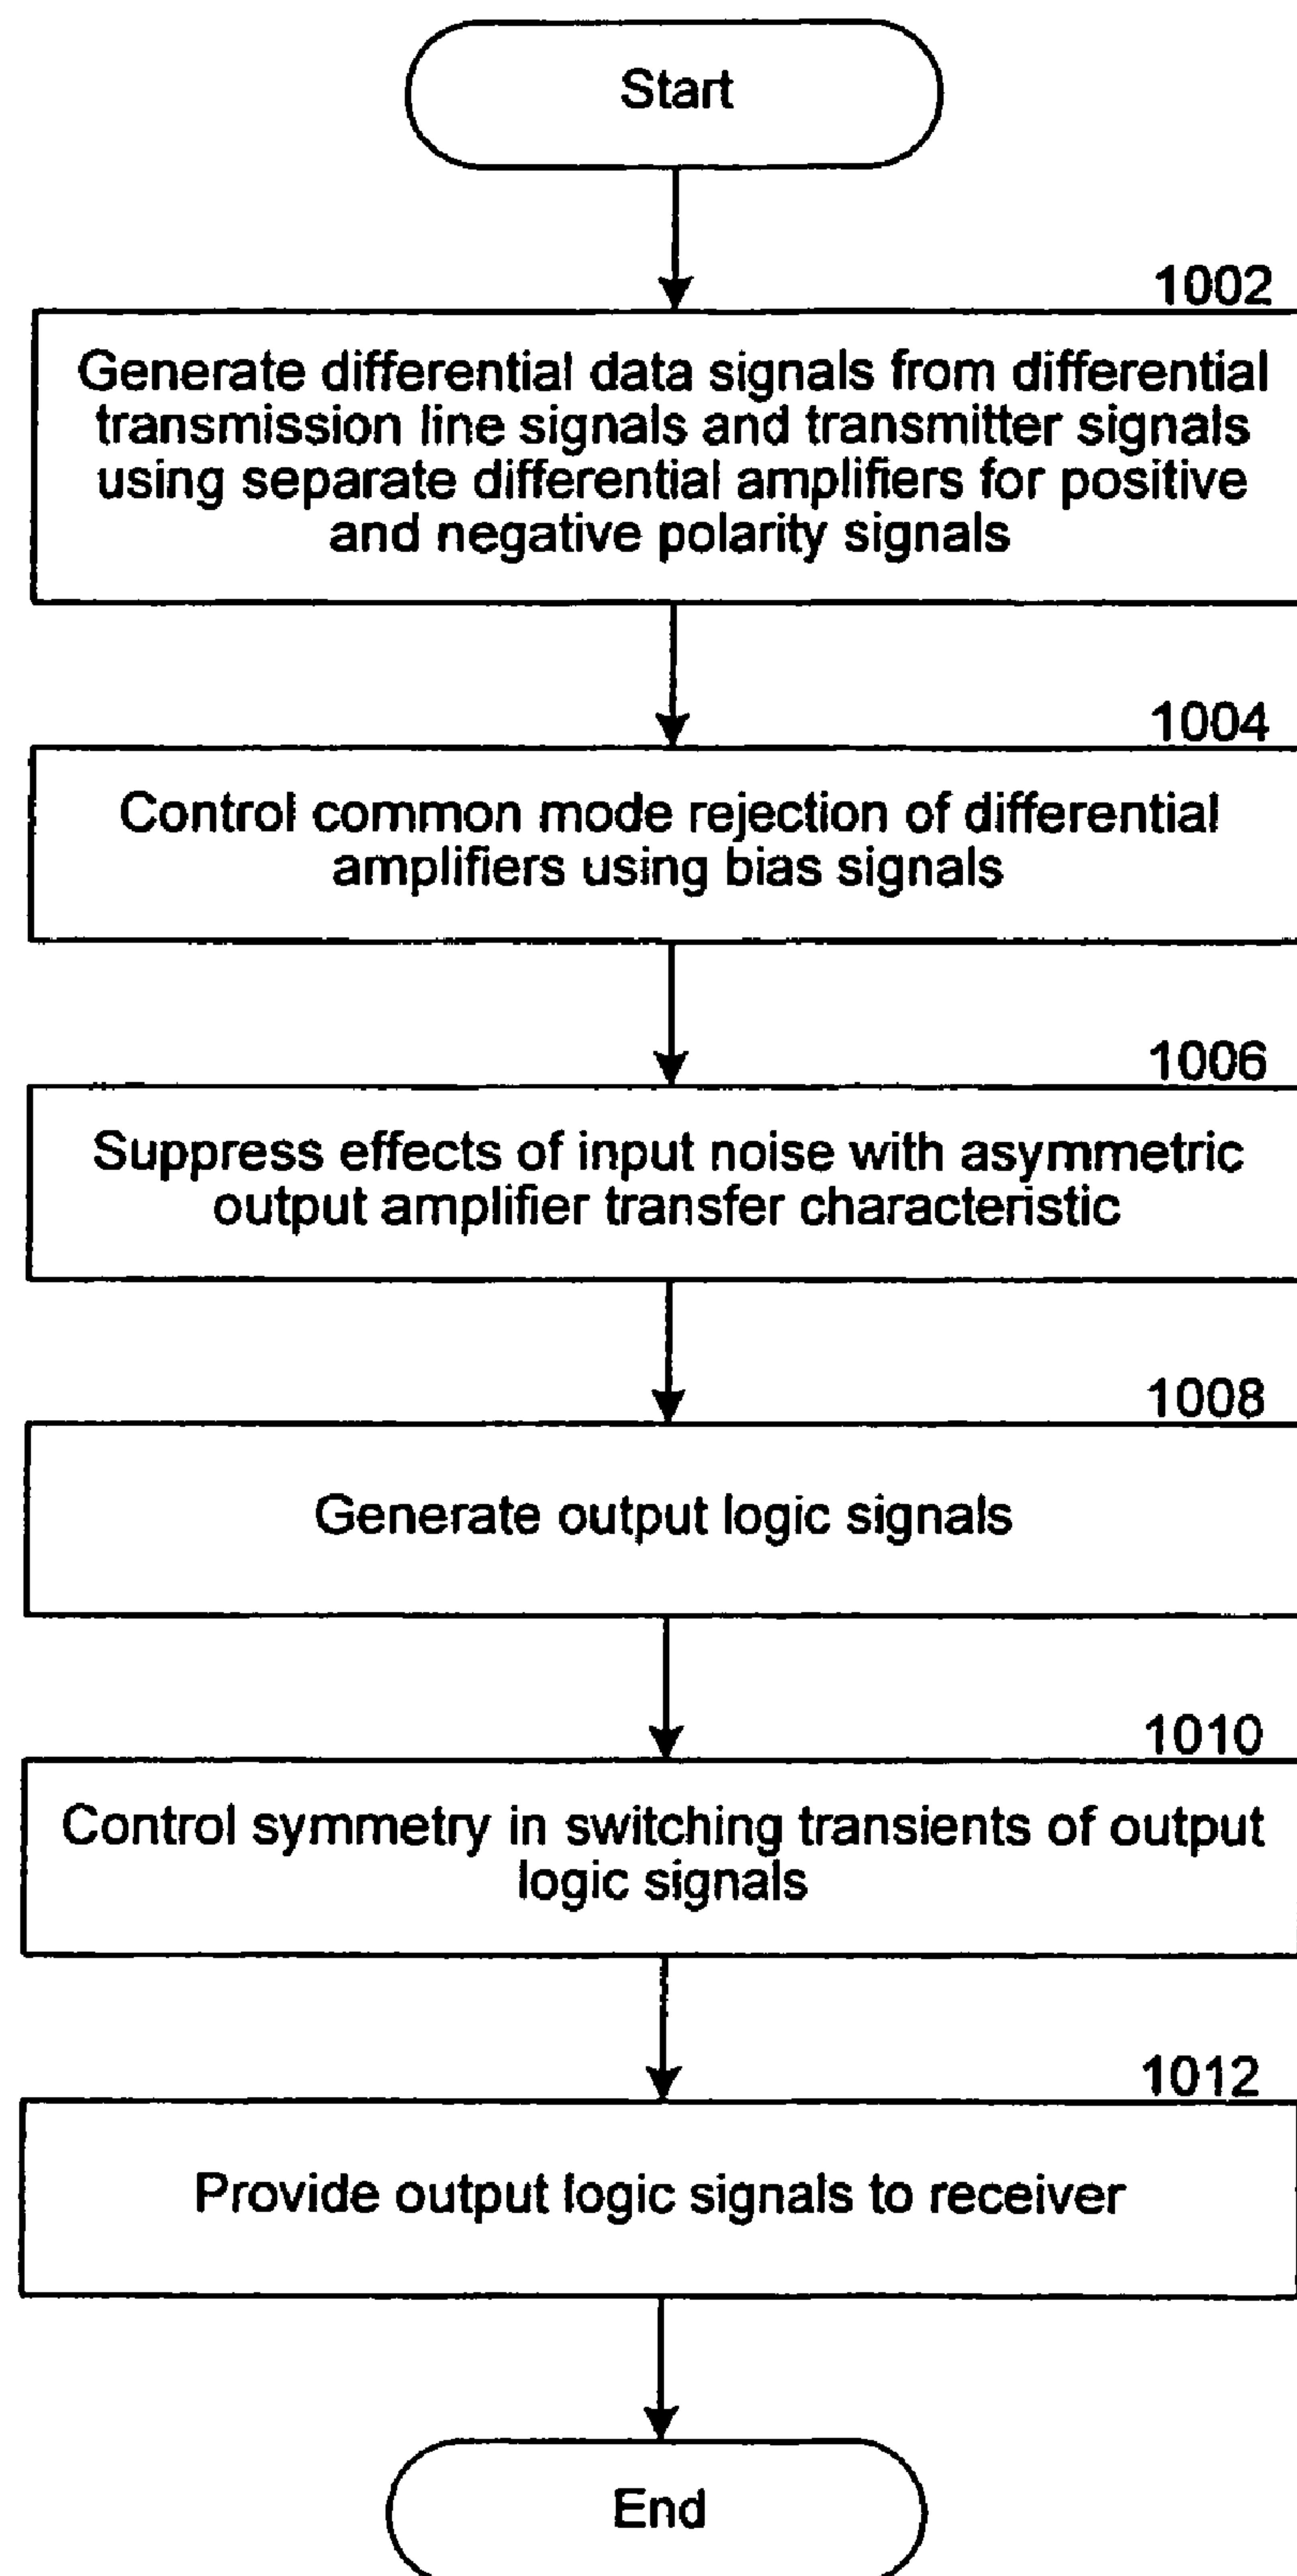 Start
1002
Generate differential data signals from differential
transmission line signals and transmitter signals
using separate differential amplifiers for positive
and negative polarity signals
1004
Control common mode rejection of differential
amplifiers using bias signals
1006
Suppress effects of input noise with asymmetric
output amplifier transfer characteristic
1008
Generate output logic signals
1010
Control symmetry in switching transients of output
logic signals
1012
Provide output logic signals to receiver
End